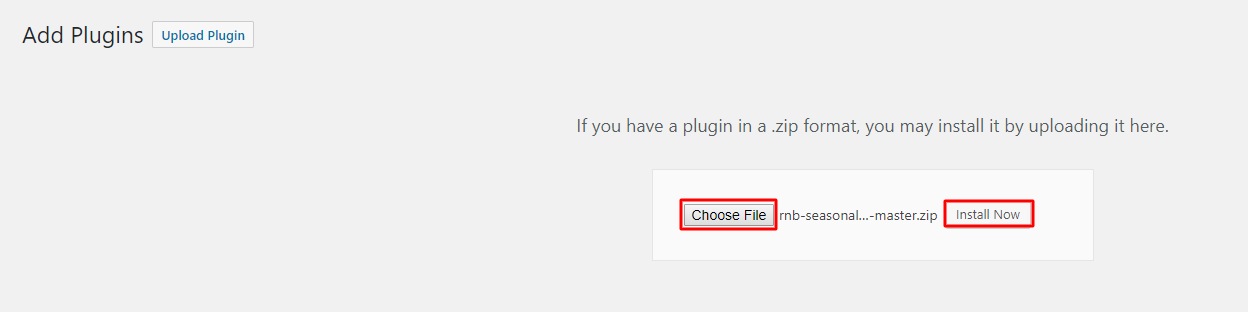 Add Plugins Upload Plugin
If you have a plugin in a .zip format, you may install it by uploading it here.
Choose File rnb-seasonal...-master.zip Install Now